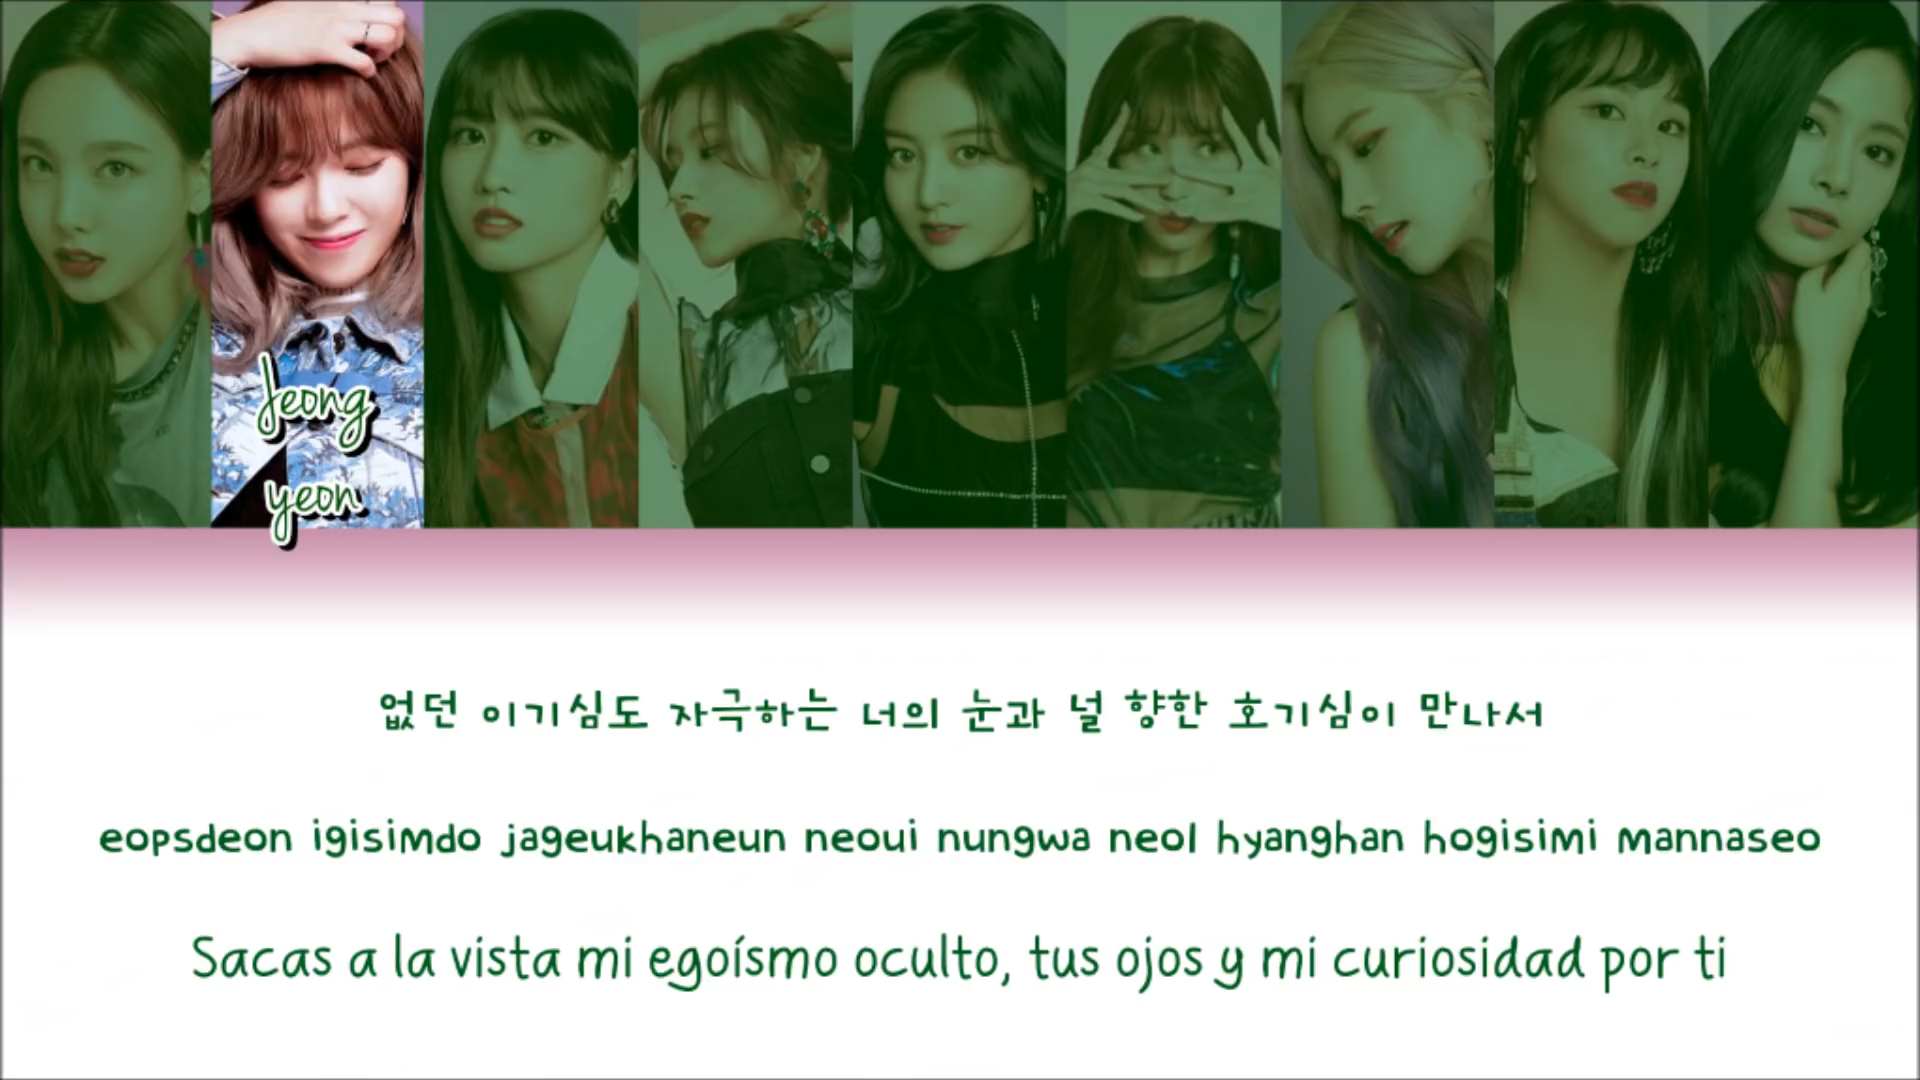 Jeong
yeon
없던 이기심도 자극하는 너의 눈과 널 향한 호기심이 만나서
eopsdeon igisimdo jageukhaneun neoui nungwa neol hyanghan hogisimi mannaseo
Sacas a la vista mi egoísmo oculto, tus ojos y mi curiosidad por ti